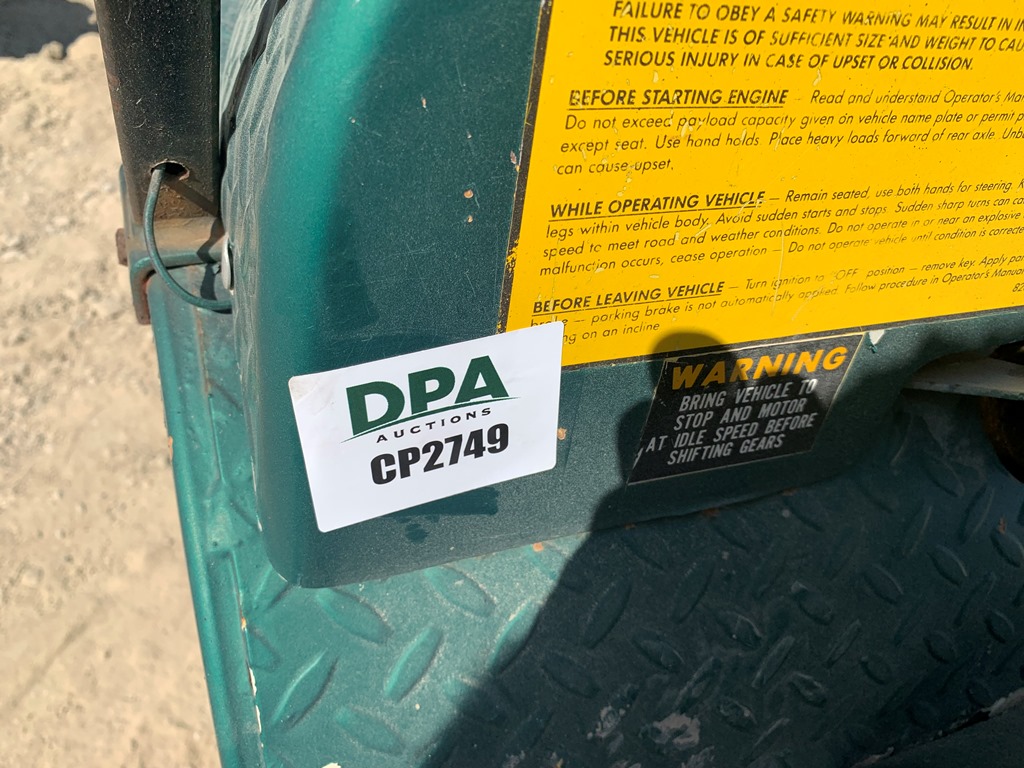 FAILURE TO OBEY A SAFETY WARNING MAY RESULT IN
THIS VEHICLE IS OF SUFFICIENT SIZE AND WEIGHT TO
SERIOUS INJURY IN CASE OF UPSET OR COLLISION.
BEFORE STARTING ENGINE – Read and understand Operator's
Do not exceed payload capacity given on vehicle name plate or permit
except seat. Use hand holds. Place heavy loads forward of rear axle.
can cause upset.
WHILE OPERATING VEHICLE – Remain seated, use both hands for steering.
legs within vehicle body. Avoid sudden starts and stops. Sudden sharp turns can
speed to meet road and weather conditions. Do not operate in or near an explosive
malfunction occurs, cease operation – Do not operate vehicle until condition is
BEFORE LEAVING VEHICLE – Turn ignition to "OFF" position – remove key. Apply
brake – parking brake is not automatically applied. Follow procedure in Operator's
on an incline
DPA
AUCTIONS
CP2749
WARNING
BRING VEHICLE TO
STOP AND MOTOR
AT IDLE SPEED BEFORE
SHIFTING GEARS